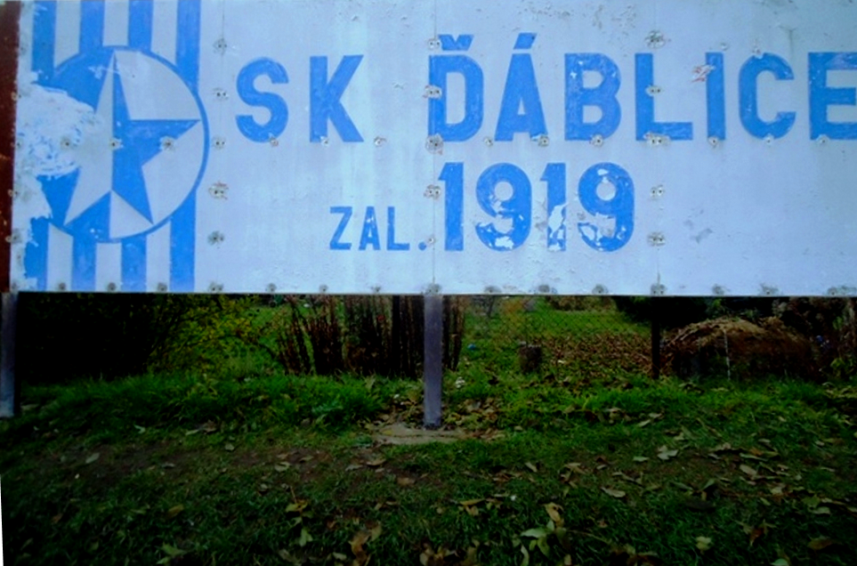 SK ĎÁBLICE
ZAL. 1919